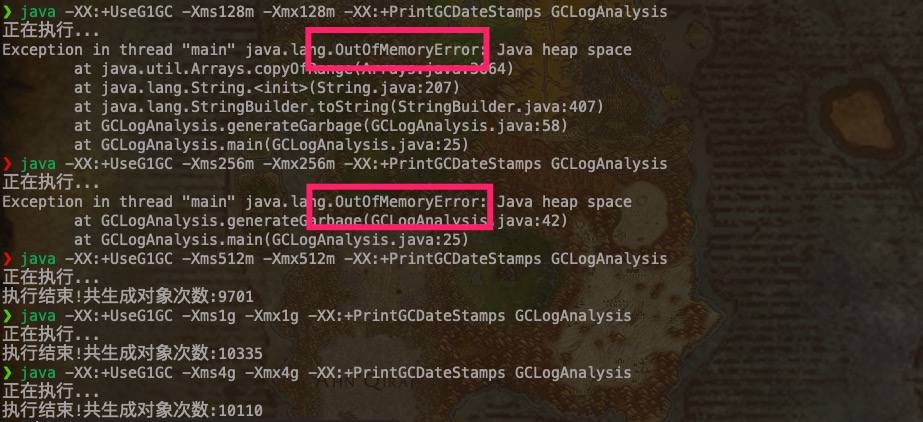 ❯ java -XX:+UseG1GC -Xms128m -Xmx128m -XX:+PrintGCDateStamps GCLogAnalysis
正在执行...
Exception in thread "main" java.lang.OutOfMemoryError: Java heap space
at java.util.Arrays.copyOfRange(Arrays.java:3664)
at java.lang.String.<init>(String.java:207)
at java.lang.StringBuilder.toString(StringBuilder.java:407)
at GCLogAnalysis.generateGarbage(GCLogAnalysis.java:58)
at GCLogAnalysis.main(GCLogAnalysis.java:25)
❯ java -XX:+UseG1GC -Xms256m -Xmx256m -XX:+PrintGCDateStamps GCLogAnalysis
正在执行...
Exception in thread "main" java.lang.OutOfMemoryError: Java heap space
at GCLogAnalysis.generateGarbage(GCLogAnalysis.java:42)
at GCLogAnalysis.main(GCLogAnalysis.java:25)
❯ java -XX:+UseG1GC -Xms512m -Xmx512m -XX:+PrintGCDateStamps GCLogAnalysis
正在执行...
执行结束!共生成对象次数:9701
❯ java -XX:+UseG1GC -Xms1g -Xmx1g -XX:+PrintGCDateStamps GCLogAnalysis
正在执行...
执行结束!共生成对象次数:10335
❯ java -XX:+UseG1GC -Xms4g -Xmx4g -XX:+PrintGCDateStamps GCLogAnalysis
AHN QIRAJ
正在执行...
执行结束!共生成对象次数:10110